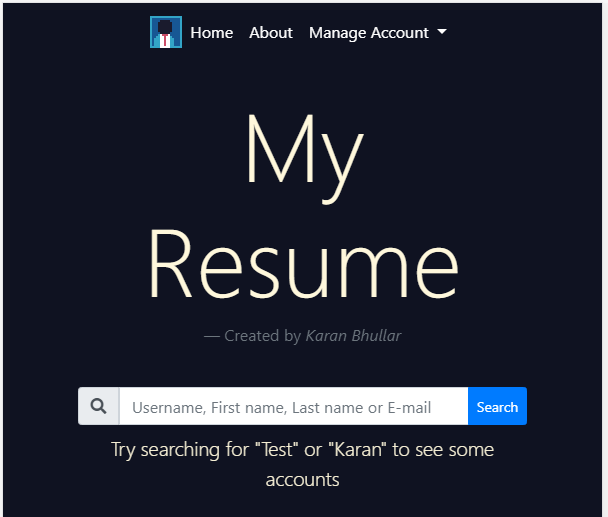 Home About Manage Account
My
Resume
— Created by Karan Bhullar
Username, First name, Last name or E-mail Search
Try searching for "Test" or "Karan" to see some
accounts